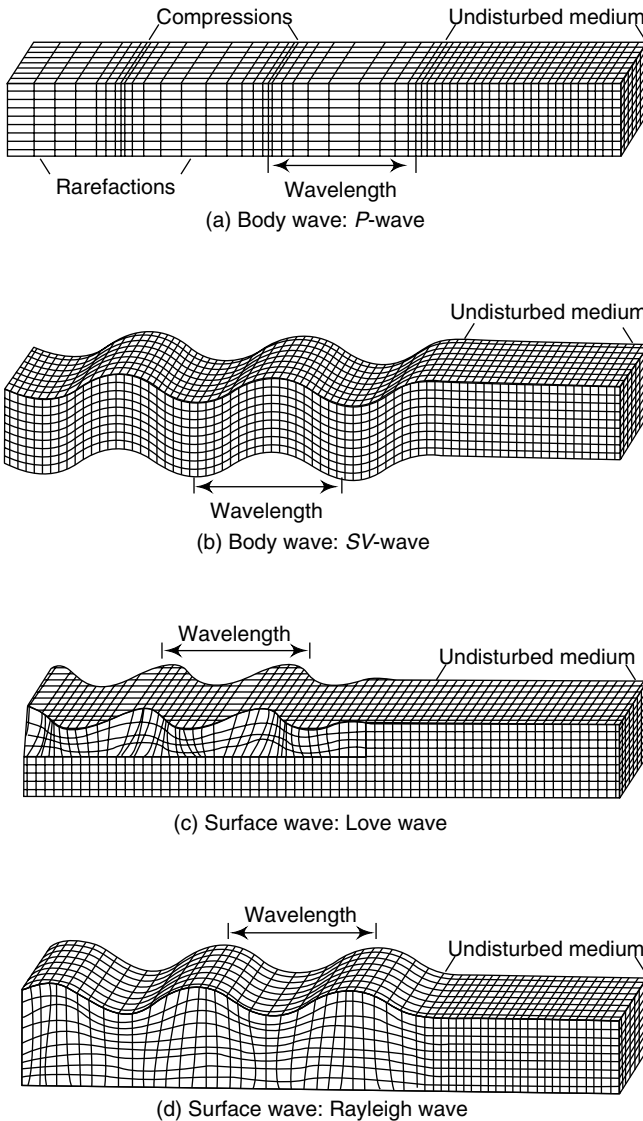 Compressions
Undisturbed medium
Rarefactions
Wavelength
(a) Body wave: P-wave
Undisturbed medium
Wavelength
(b) Body wave: SV-wave
Wavelength
Undisturbed medium
(c) Surface wave: Love wave
Wavelength
Undisturbed medium
(d) Surface wave: Rayleigh wave